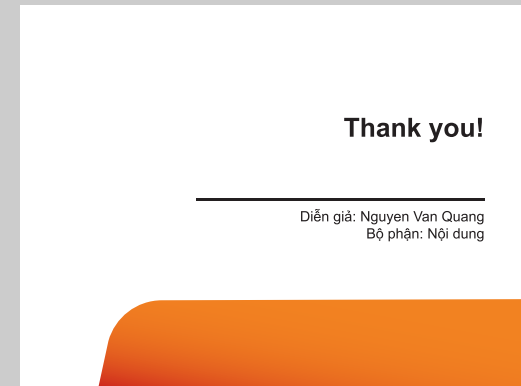 Thank you!
Diễn giả: Nguyen Van Quang
Bộ phận: Nội dung